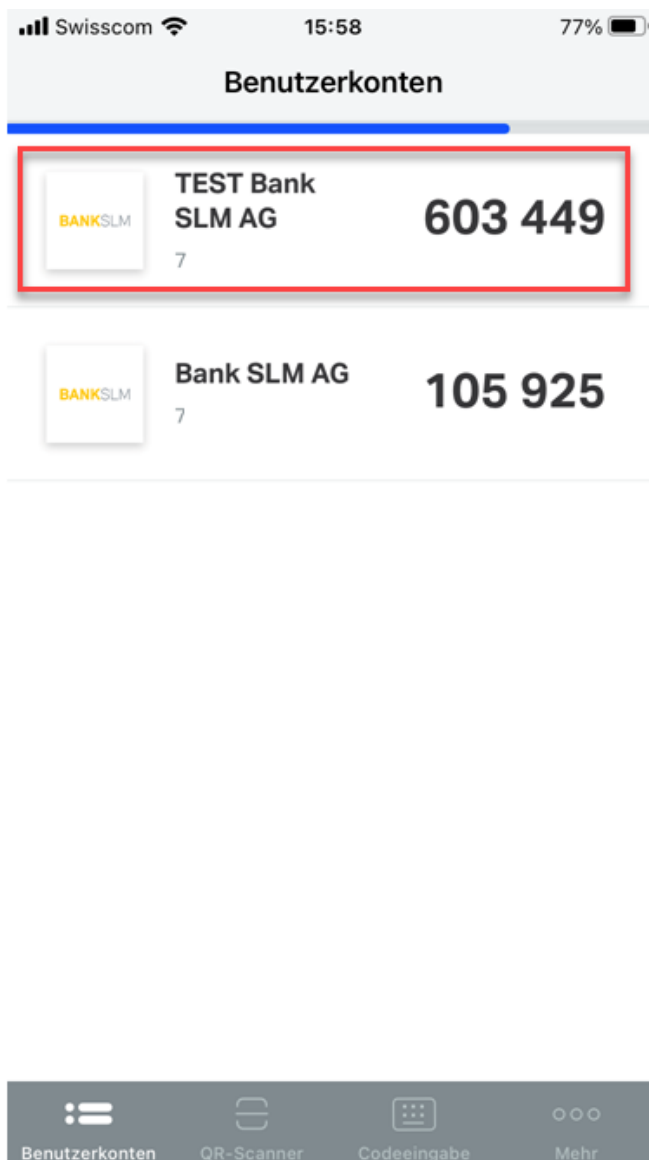 Swisscom 15:58 77%
Benutzerkonten
TEST Bank
BANKSLM SLM AG 603 449
7
Bank SLM AG
BANKSLM 105 925
7
Benutzerkonten QR-Scanner Codeeingabe Mehr